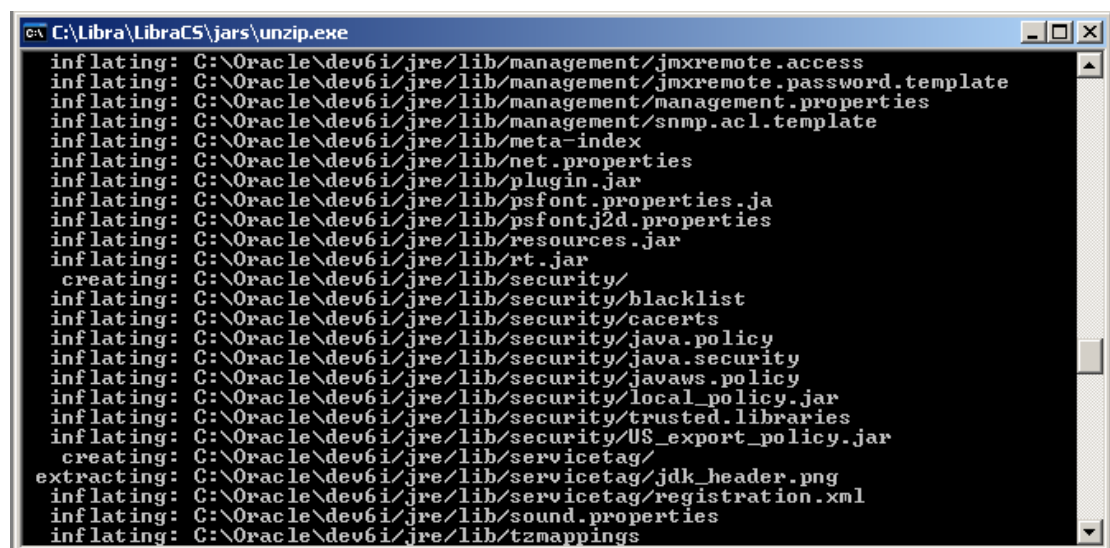 C:\Libra\LibraCS\jars\unzip.exe
inflating: C:\Oracle\dev6i/jre/lib/management/jmxremote.access
inflating: C:\Oracle\dev6i/jre/lib/management/jmxremote.password.template
inflating: C:\Oracle\dev6i/jre/lib/management/management.properties
inflating: C:\Oracle\dev6i/jre/lib/management/snmp.acl.template
inflating: C:\Oracle\dev6i/jre/lib/meta-index
inflating: C:\Oracle\dev6i/jre/lib/net.properties
inflating: C:\Oracle\dev6i/jre/lib/plugin.jar
inflating: C:\Oracle\dev6i/jre/lib/psfont.properties.ja
inflating: C:\Oracle\dev6i/jre/lib/psfontj2d.properties
inflating: C:\Oracle\dev6i/jre/lib/resources.jar
inflating: C:\Oracle\dev6i/jre/lib/rt.jar
creating: C:\Oracle\dev6i/jre/lib/security/
inflating: C:\Oracle\dev6i/jre/lib/security/blacklist
inflating: C:\Oracle\dev6i/jre/lib/security/cacerts
inflating: C:\Oracle\dev6i/jre/lib/security/java.policy
inflating: C:\Oracle\dev6i/jre/lib/security/java.security
inflating: C:\Oracle\dev6i/jre/lib/security/javaws.policy
inflating: C:\Oracle\dev6i/jre/lib/security/local_policy.jar
inflating: C:\Oracle\dev6i/jre/lib/security/trusted.libraries
inflating: C:\Oracle\dev6i/jre/lib/security/US_export_policy.jar
creating: C:\Oracle\dev6i/jre/lib/servicetag/
extracting: C:\Oracle\dev6i/jre/lib/servicetag/jdk_header.png
inflating: C:\Oracle\dev6i/jre/lib/servicetag/registration.xml
inflating: C:\Oracle\dev6i/jre/lib/sound.properties
inflating: C:\Oracle\dev6i/jre/lib/tzmappings